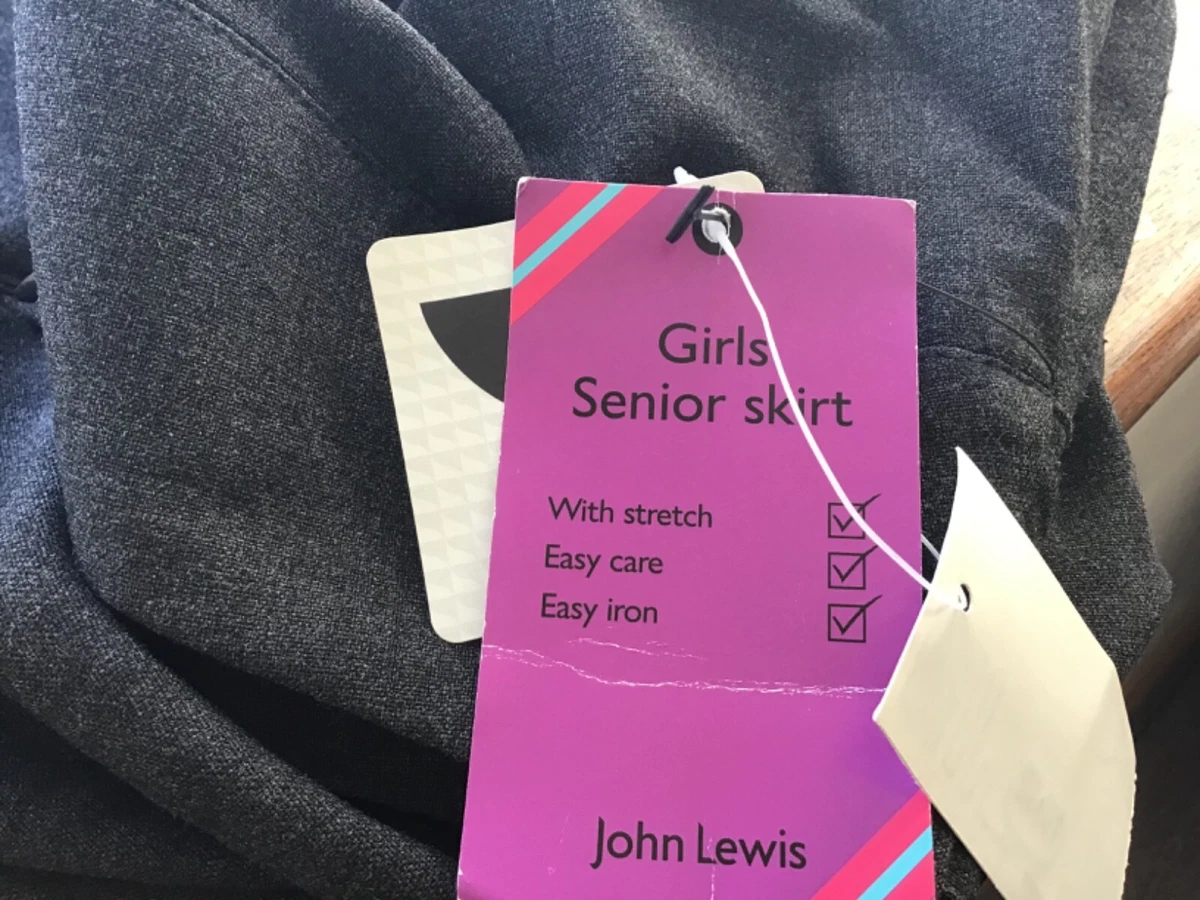 Girls
Senior skirt
With stretch
Easy care
Easy iron
John Lewis